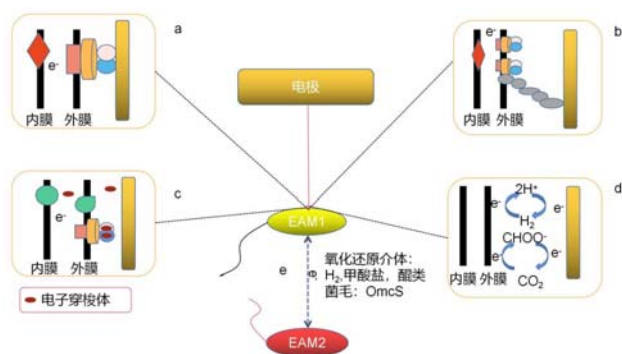 a
e⁻
内膜 外膜
b
e⁻
e⁻
内膜 外膜
电极
c
e⁻
内膜 外膜
电子穿梭体
EAM1
e
e
氧化还原介体：
H₂,甲酸盐，醌类
菌毛：OmcS
EAM2
d
e⁻
2H⁺
e⁻
H₂
CHOO⁻
e⁻
e⁻
CO₂
内膜 外膜